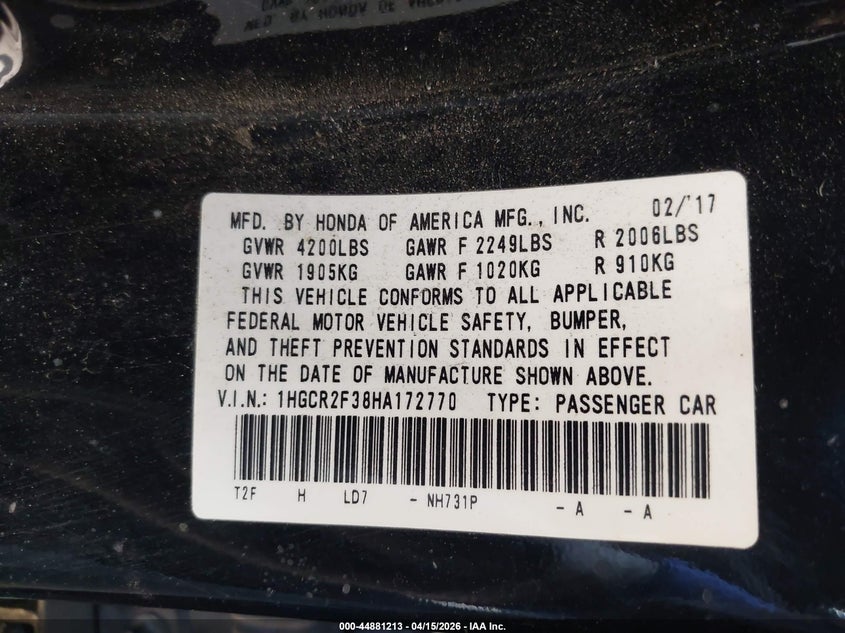 MFD. BY HONDA OF AMERICA MFG., INC. 02/'17
GVWR 4200LBS GAWR F 2249LBS R 2006LBS
GVWR 1905KG GAWR F 1020KG R 910KG
THIS VEHICLE CONFORMS TO ALL APPLICABLE
FEDERAL MOTOR VEHICLE SAFETY, BUMPER,
AND THEFT PREVENTION STANDARDS IN EFFECT
ON THE DATE OF MANUFACTURE SHOWN ABOVE.
V.I.N.: 1HGCR2F38HA172770 TYPE: PASSENGER CAR
T2F H LD7 - NH731P - A - A
000-44881213 - 04/15/2026 - IAA Inc.